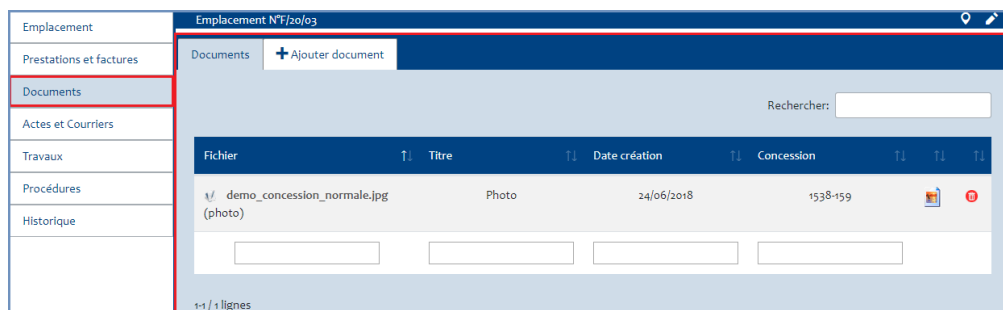 Emplacement
Prestations et factures
Documents
Actes et Courriers
Travaux
Procédures
Historique
Emplacement N°F/20/03
Documents
Ajouter document
Rechercher:
Fichier Titre Date création Concession
demo_concession_normale.jpg Photo 24/06/2018 1538-159
(photo)
1-1 / 1 lignes